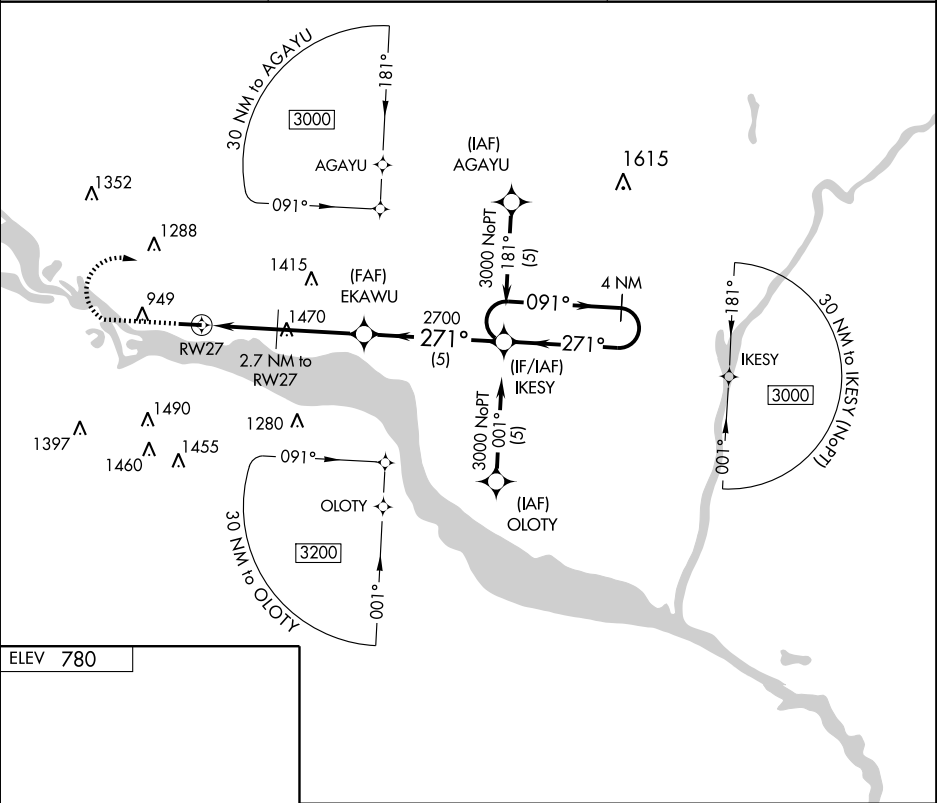 30 NM to AGAYU
181°
3000
AGAYU
091°
(IAF)
AGAYU
1615
3000 NoPT
181°
(5)
1352
1288
1415
(FAF)
EKAWU
4 NM
091°
949
1470
2700
271°
(5)
271°
RW27
2.7 NM to
RW27
(IF/IAF)
IKESY
181°
IKESY
3000
001°
30 NM to IKESY (NoPT)
3000 NoPT
001°
(5)
1490
1397
1460
1455
1280
091°
OLOTY
3200
001°
30 NM to OLOTY
(IAF)
OLOTY
ELEV 780